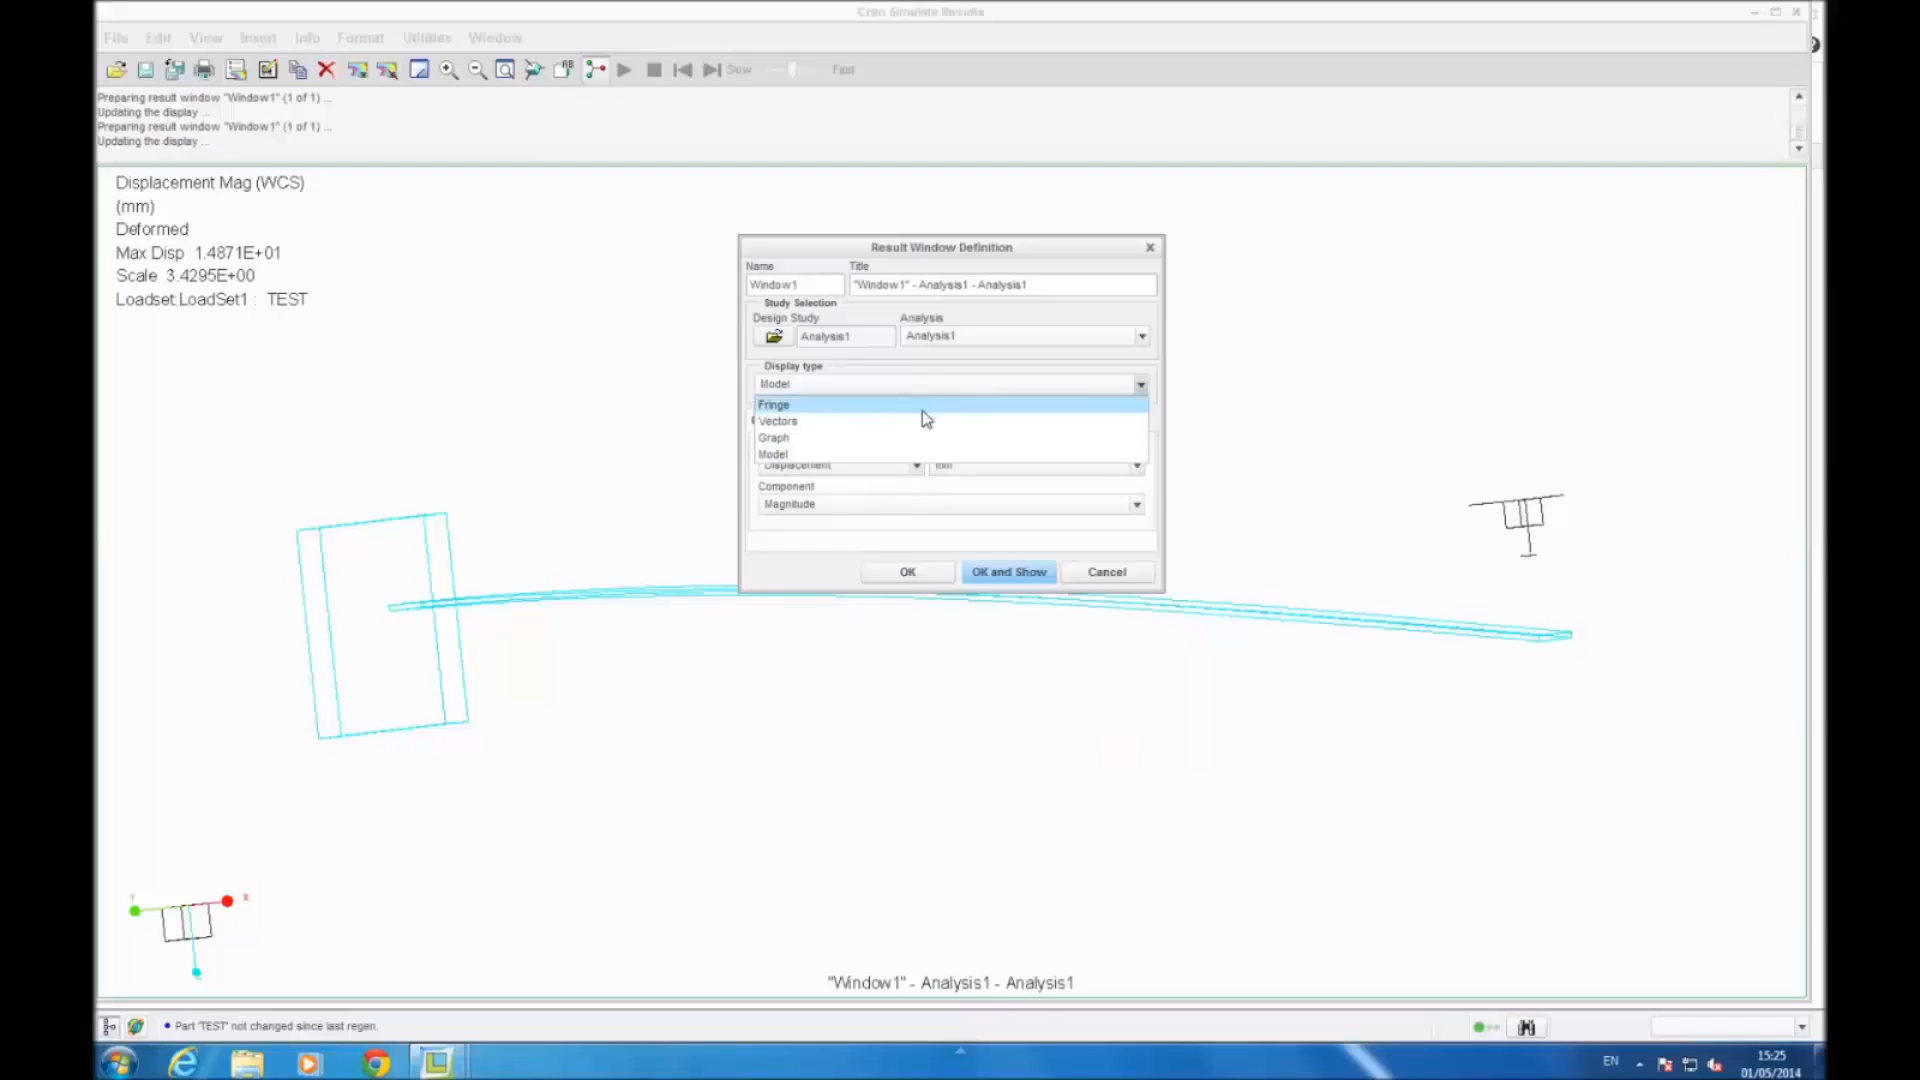 Creo Simulate Results
File Edit View Insert Info Format Utilities Window
Slow Fast
Preparing result window "Window1" (1 of 1) ...
Updating the display ...
Preparing result window "Window1" (1 of 1) ...
Updating the display ...
Displacement Mag (WCS)
(mm)
Deformed
Max Disp 1.4871E+01
Scale 3.4295E+00
Loadset:LoadSet1 : TEST
Result Window Definition
Name Title
Window1 "Window1" - Analysis1 - Analysis1
Study Selection
Design Study Analysis
Analysis1 Analysis1
Display type
Model
Fringe
Vectors
Graph
Model
Displacement mm
Component
Magnitude
OK OK and Show Cancel
Y X
"Window1" - Analysis1 - Analysis1
Part 'TEST' not changed since last regen.
EN 15:25
01/05/2014